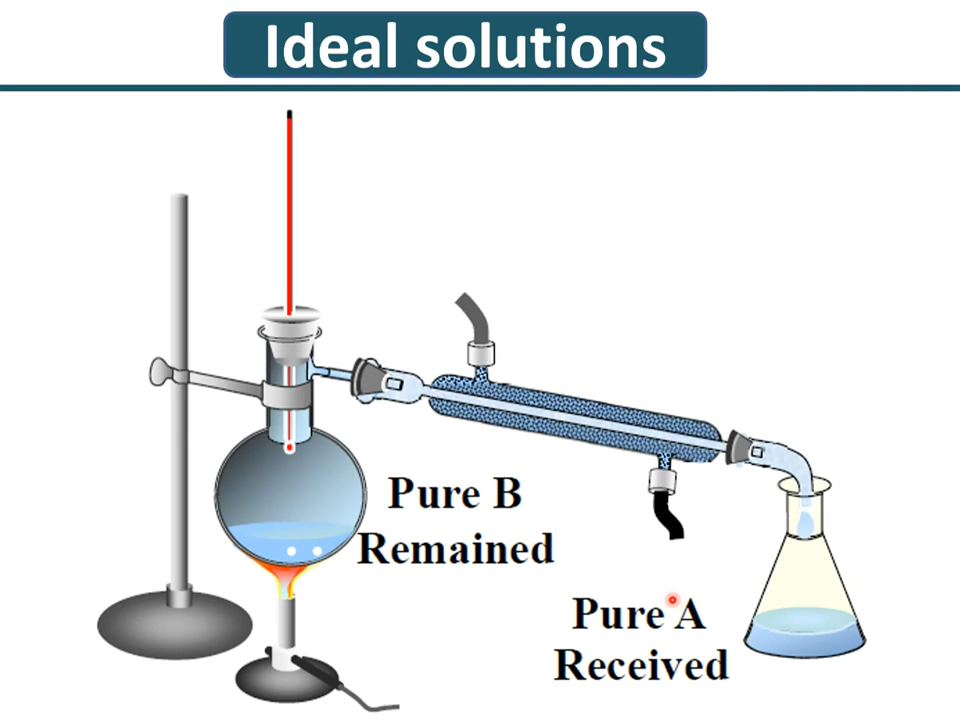 Ideal solutions
Pure B
Remained
Pure A
Received